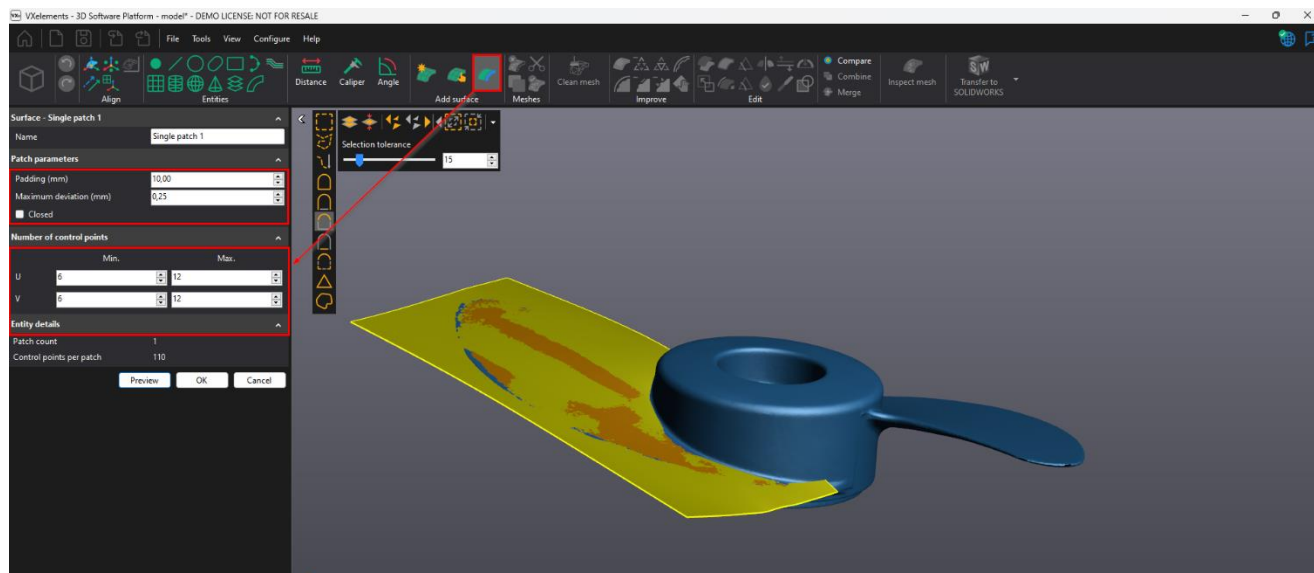 VXelements - 3D Software Platform - model* - DEMO LICENSE: NOT FOR RESALE
File Tools View Configure Help
Distance Caliper Angle Clean mesh Compare Combine Merge Inspect mesh Transfer to SOLIDWORKS
Align Entities Add surface Meshes Improve Edit
Surface - Single patch 1
Name Single patch 1
Patch parameters
Padding (mm) 10,00
Maximum deviation (mm) 0,25
Closed
Number of control points
Min. Max.
U 6 12
V 6 12
Entity details
Patch count 1
Control points per patch 110
Preview OK Cancel
Selection tolerance
15